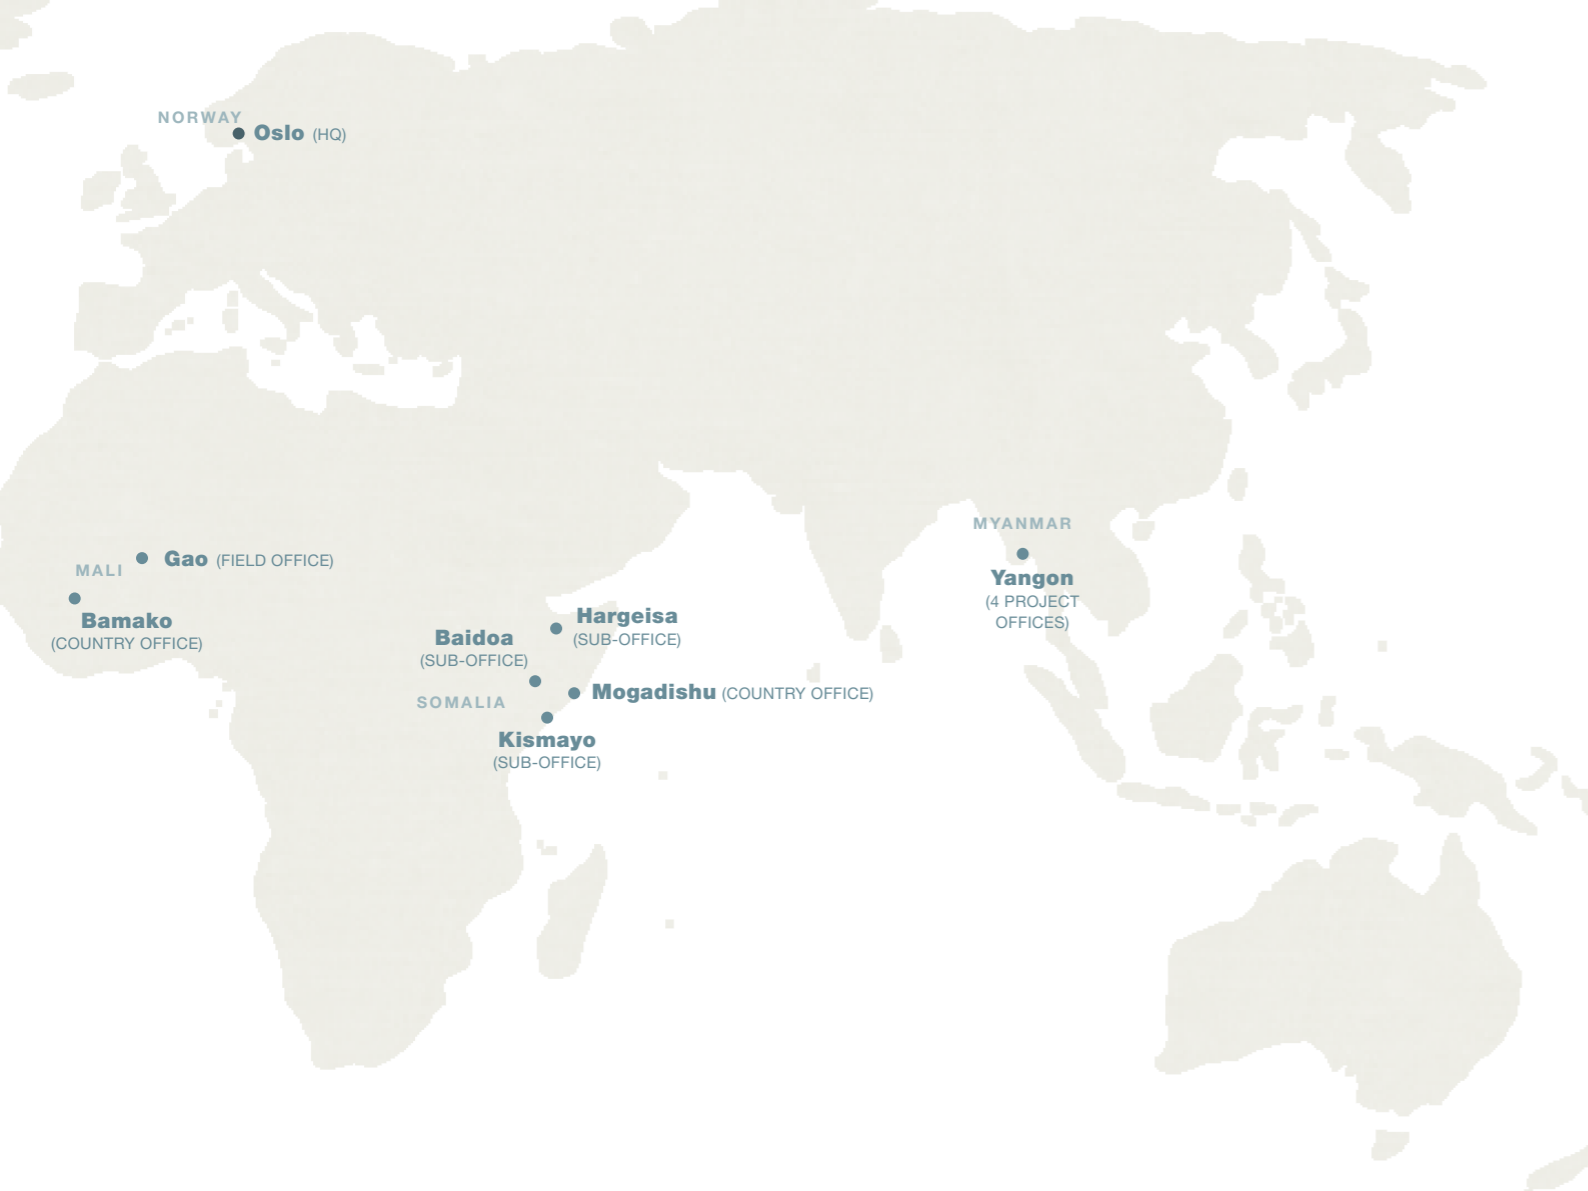 NORWAY
Oslo (HQ)
MYANMAR
Yangon
(4 PROJECT
OFFICES)
MALI
Gao (FIELD OFFICE)
Bamako
(COUNTRY OFFICE)
Hargeisa
(SUB-OFFICE)
Baidoa
(SUB-OFFICE)
SOMALIA
Mogadishu (COUNTRY OFFICE)
Kismayo
(SUB-OFFICE)